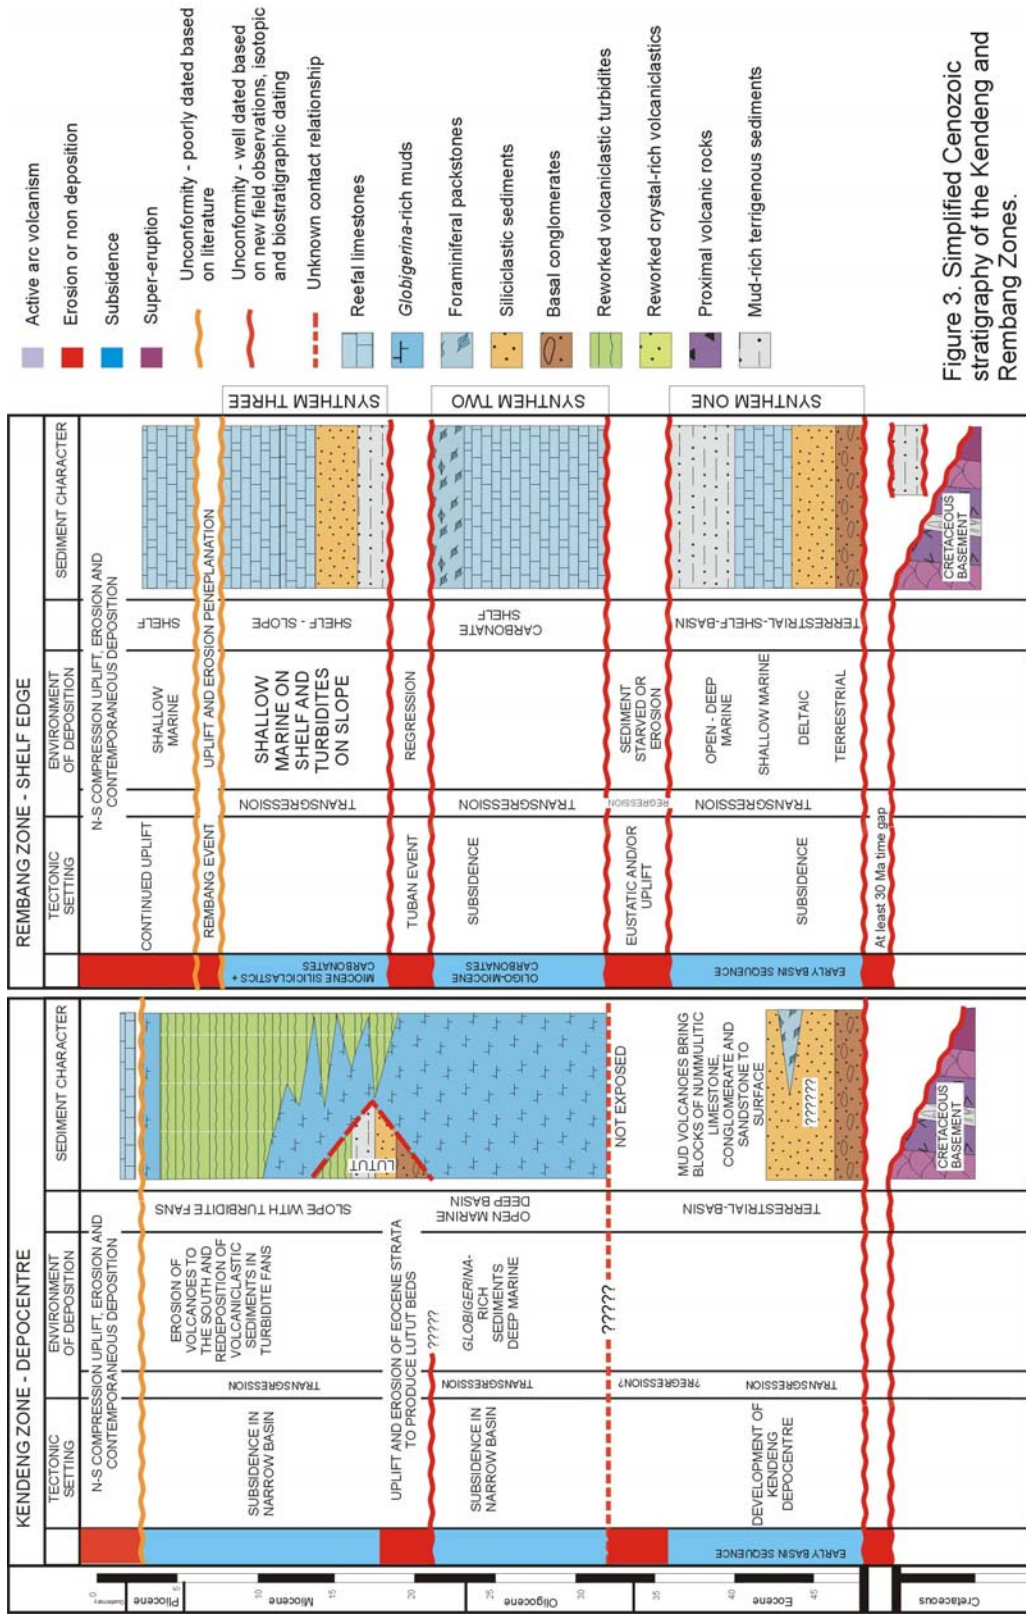 KENDENG ZONE - DEPOCENTRE
TECTONIC
SETTING
ENVIRONMENT
OF DEPOSITION
SEDIMENT CHARACTER
Quaternary
Pliocene
Miocene
Oligocene
Eocene
Cretaceous
0
5
10
15
20
25
30
35
40
45
N-S COMPRESSION UPLIFT, EROSION AND
CONTEMPORANEOUS DEPOSITION
SUBSIDENCE IN
NARROW BASIN
TRANSGRESSION
EROSION OF
VOLCANOES TO
THE SOUTH AND
REDEPOSITION OF
VOLCANICLASTIC
SEDIMENTS IN
TURBIDITE FANS
SLOPE WITH TURBIDITE FANS
LUTUT
UPLIFT AND EROSION OF EOCENE STRATA
TO PRODUCE LUTUT BEDS
?????
SUBSIDENCE IN
NARROW BASIN
TRANSGRESSION
GLOBIGERINA-
RICH
SEDIMENTS
DEEP MARINE
OPEN MARINE
DEEP BASIN
?????
NOT EXPOSED
?REGRESSION?
EARLY BASIN SEQUENCE
DEVELOPMENT OF
KENDENG
DEPOCENTRE
TRANSGRESSION
TERRESTRIAL-BASIN
MUD VOLCANOES BRING
BLOCKS OF NUMMULITIC
LIMESTONE,
CONGLOMERATE AND
SANDSTONE TO
SURFACE
??????
CRETACEOUS
BASEMENT
REMBANG ZONE - SHELF EDGE
TECTONIC
SETTING
ENVIRONMENT
OF DEPOSITION
SEDIMENT CHARACTER
N-S COMPRESSION UPLIFT, EROSION AND
CONTEMPORANEOUS DEPOSITION
CONTINUED UPLIFT
SHALLOW
MARINE
SHELF
REMBANG EVENT
UPLIFT AND EROSION PENEPLANATION
MIOCENE SILICICLASTICS +
CARBONATES
TRANSGRESSION
SHALLOW
MARINE ON
SHELF AND
TURBIDITES
ON SLOPE
SHELF - SLOPE
SYNTHEM THREE
TUBAN EVENT
REGRESSION
OLIGO-MIOCENE
CARBONATES
SUBSIDENCE
TRANSGRESSION
CARBONATE
SHELF
SYNTHEM TWO
EUSTATIC AND/OR
UPLIFT
REGRESSION
SEDIMENT
STARVED OR
EROSION
EARLY BASIN SEQUENCE
SUBSIDENCE
TRANSGRESSION
OPEN - DEEP
MARINE
SHALLOW MARINE
DELTAIC
TERRESTRIAL
TERRESTRIAL-SHELF-BASIN
SYNTHEM ONE
At least 30 Ma time gap
CRETACEOUS
BASEMENT
Active arc volcanism
Erosion or non deposition
Subsidence
Super-eruption
Unconformity - poorly dated based
on literature
Unconformity - well dated based
on new field observations, isotopic
and biostratigraphic dating
Unknown contact relationship
Reefal limestones
Globigerina-rich muds
Foraminiferal packstones
Siliciclastic sediments
Basal conglomerates
Reworked volcaniclastic turbidites
Reworked crystal-rich volcaniclastics
Proximal volcanic rocks
Mud-rich terrigenous sediments
Figure 3. Simplified Cenozoic
stratigraphy of the Kendeng and
Rembang Zones.